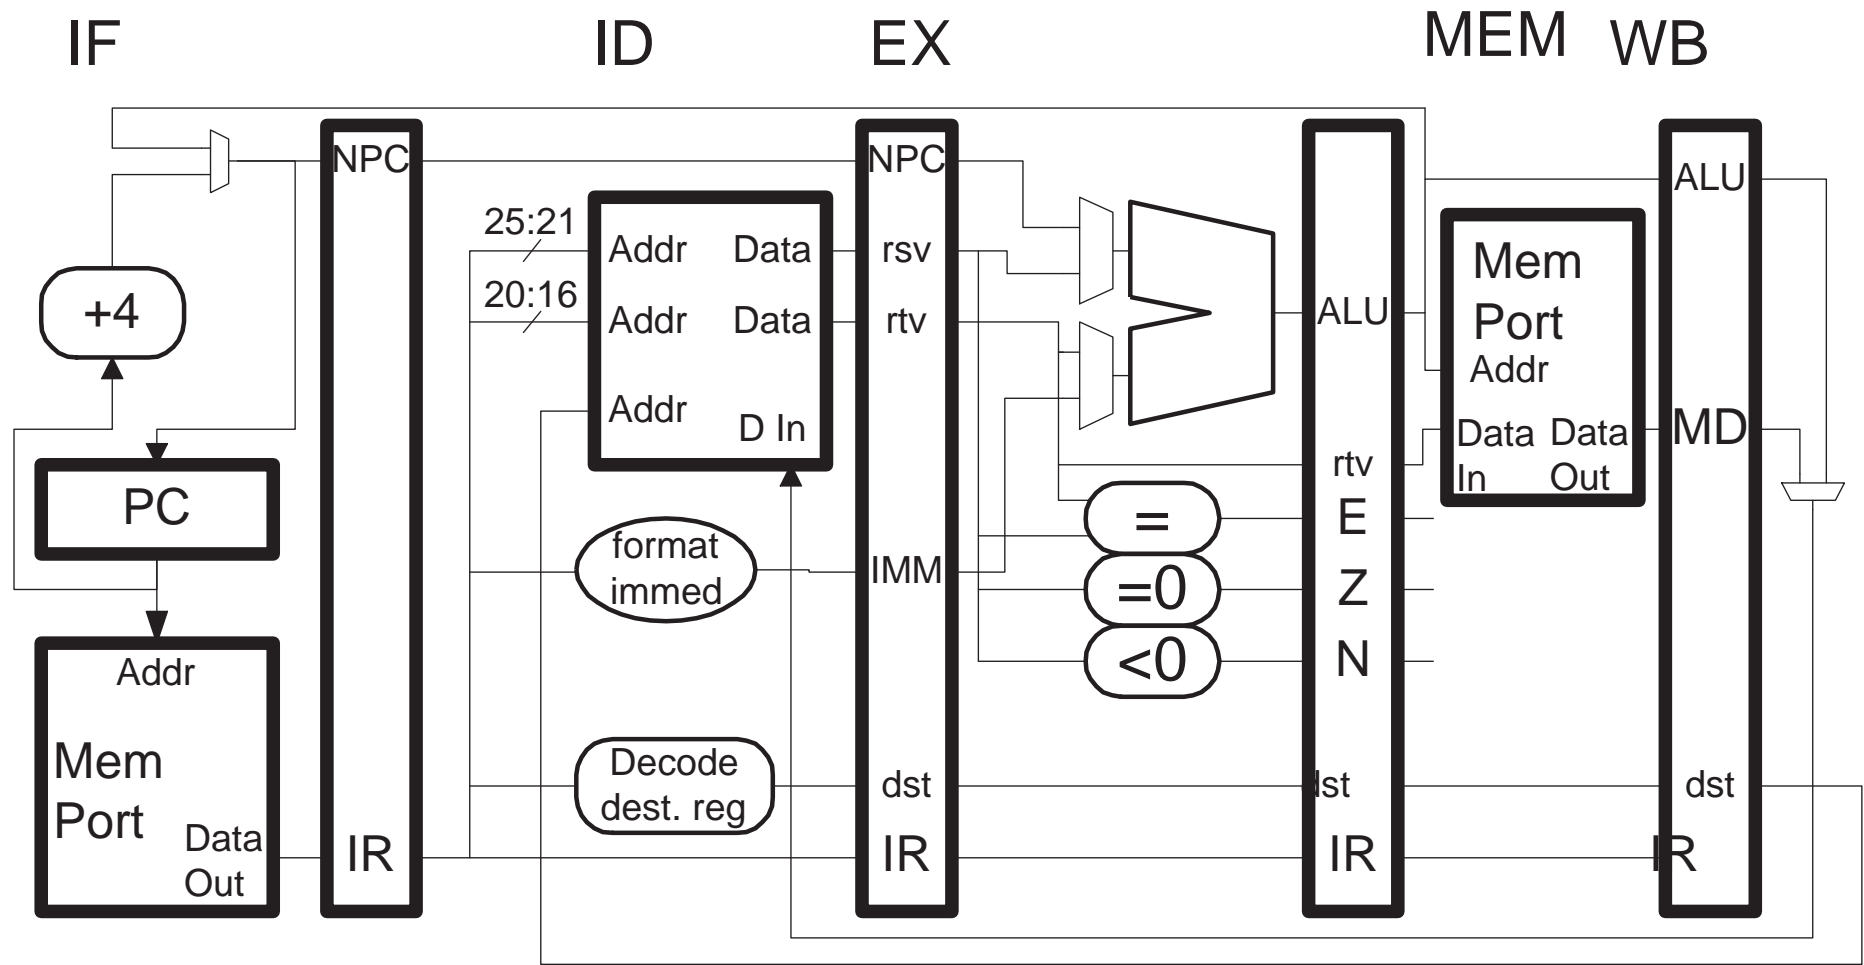 IF
ID
EX
MEM
WB
NPC
NPC
ALU
25:21
Addr
Data
rsv
20:16
Addr
Data
rtv
Addr
D In
+4
PC
Addr
Mem
Port
Data
Out
IR
format
immed
IMM
Decode
dest. reg
dst
IR
=
=0
<0
ALU
rtv
E
Z
N
dst
IR
Mem
Port
Addr
Data
In
Data
Out
MD
dst
IR